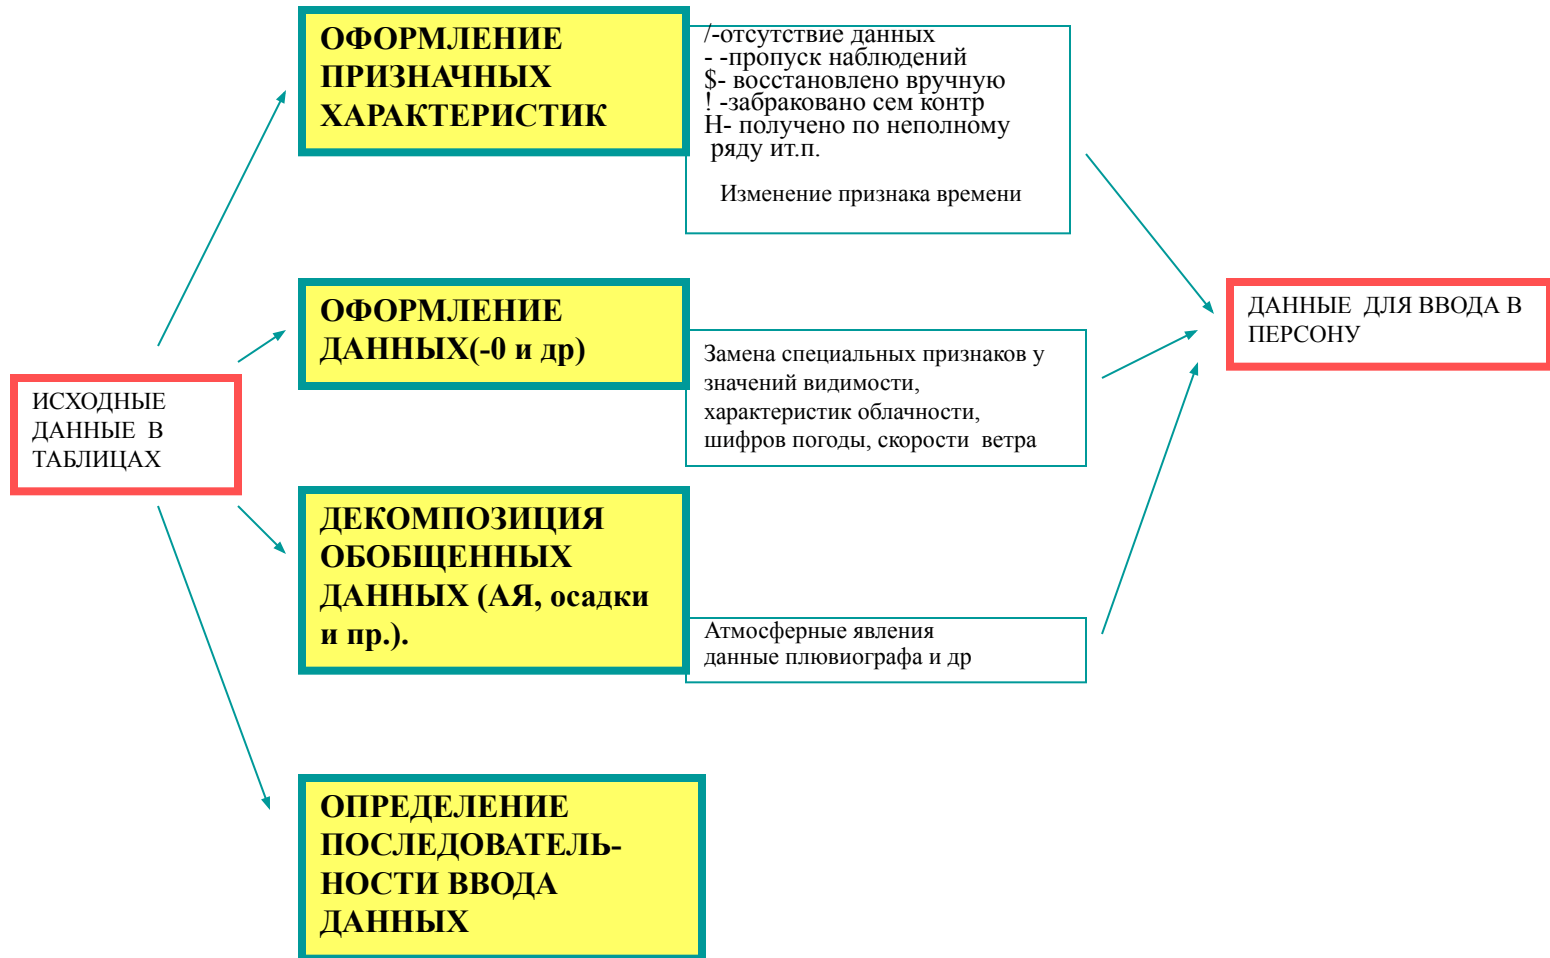 ИСХОДНЫЕ
ДАННЫЕ В
ТАБЛИЦАХ
ОФОРМЛЕНИЕ
ПРИЗНАЧНЫХ
ХАРАКТЕРИСТИК
/-отсутствие данных
- -пропуск наблюдений
$- восстановлено вручную
! -забраковано сем контр
Н- получено по неполному
ряду ит.п.
Изменение признака времени
ОФОРМЛЕНИЕ
ДАННЫХ(-0 и др)
Замена специальных признаков у
значений видимости,
характеристик облачности,
шифров погоды, скорости ветра
ДЕКОМПОЗИЦИЯ
ОБОБЩЕННЫХ
ДАННЫХ (АЯ, осадки
и пр.).
Атмосферные явления
данные плювиографа и др
ОПРЕДЕЛЕНИЕ
ПОСЛЕДОВАТЕЛЬ-
НОСТИ ВВОДА
ДАННЫХ
ДАННЫЕ ДЛЯ ВВОДА В
ПЕРСОНУ